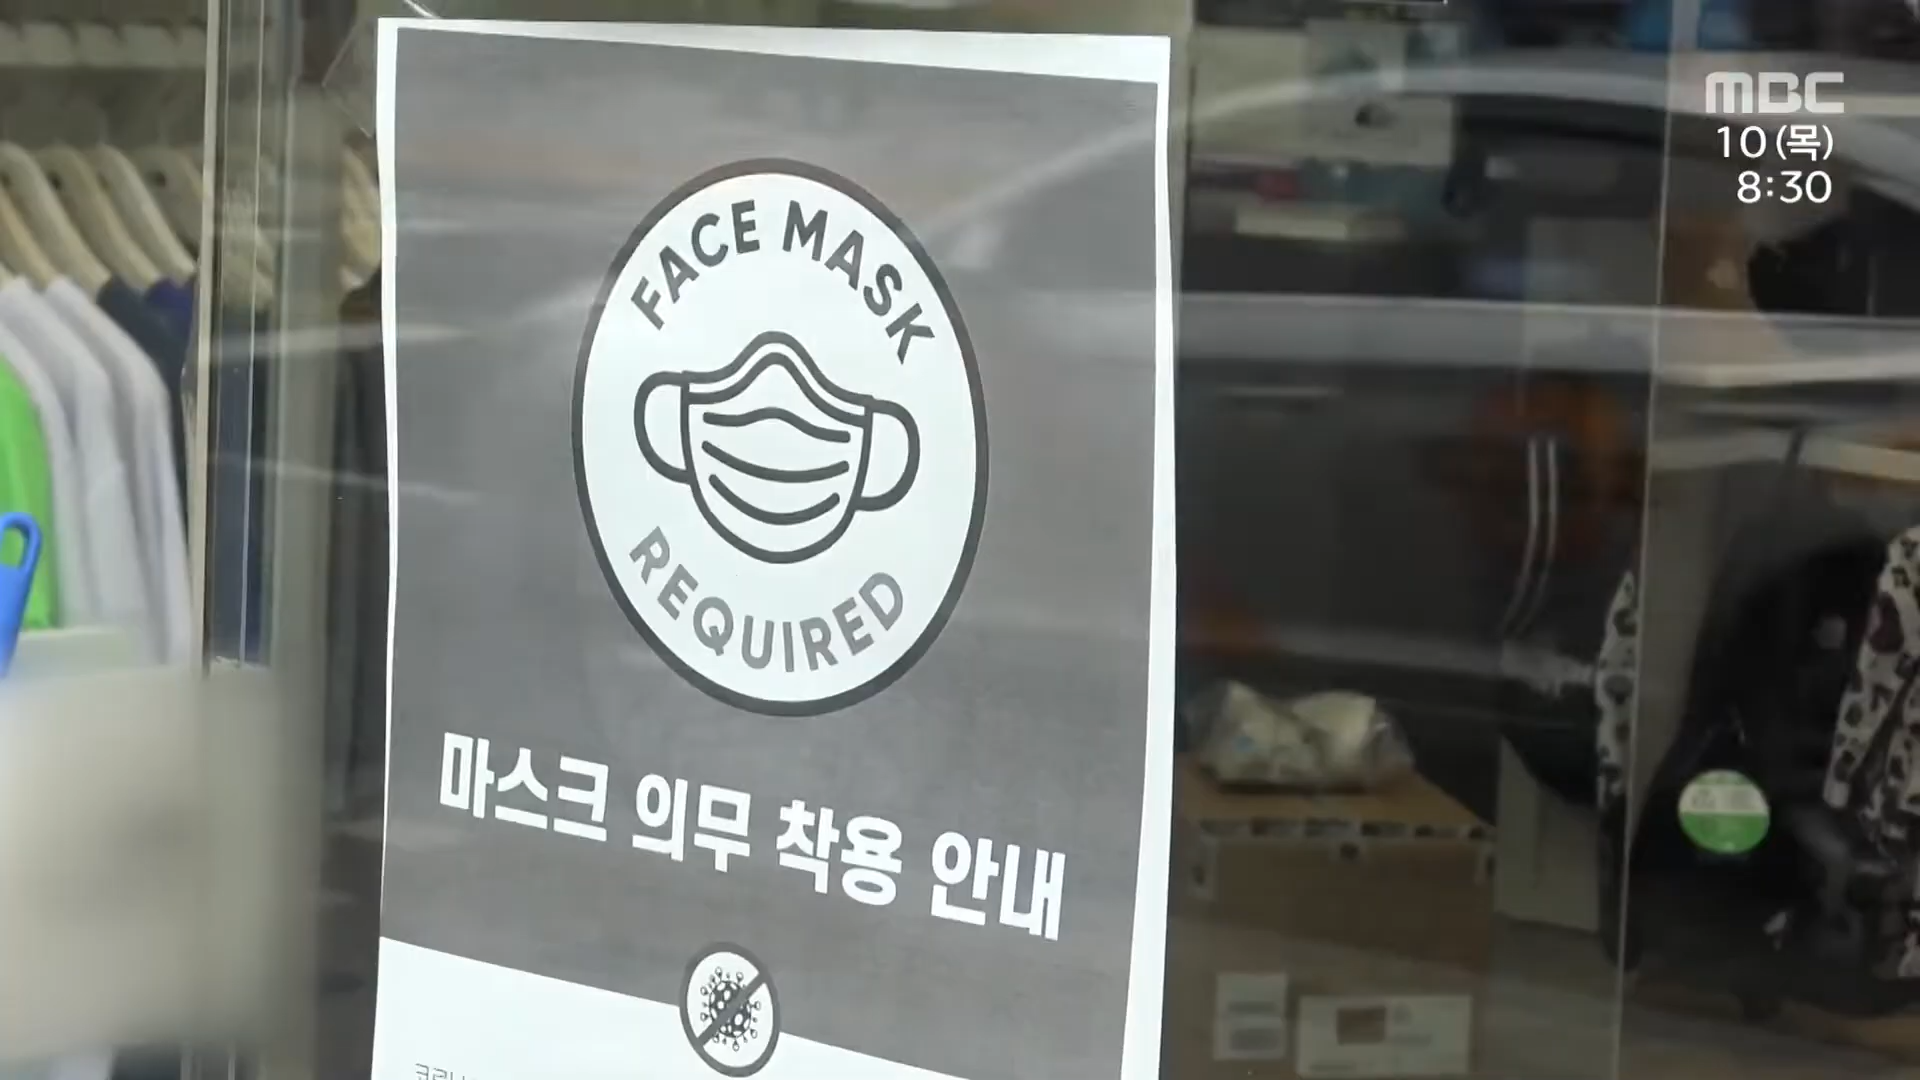 MBC
10(목)
8:30
FACE MASK
REQUIRED
마스크 의무 착용 안내